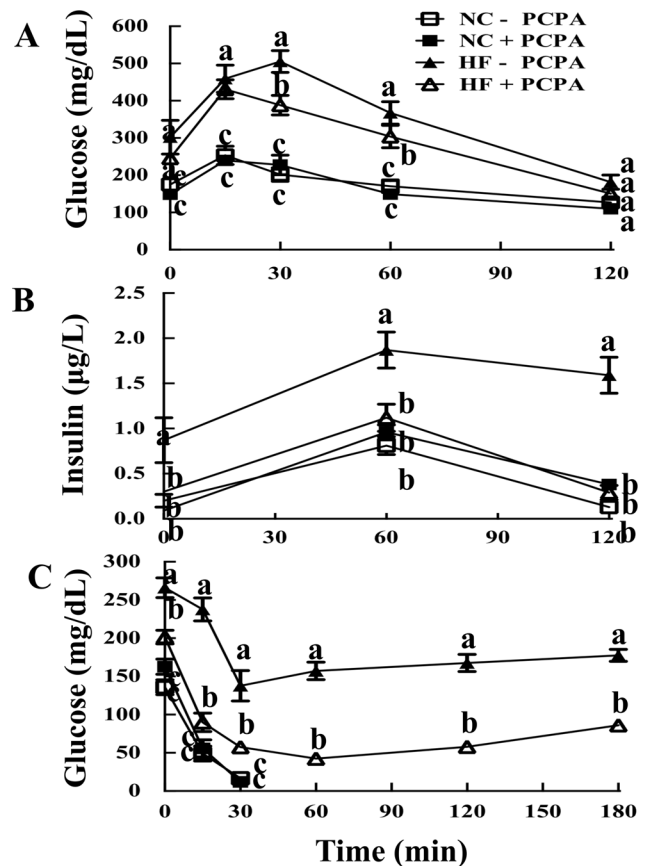 A
Glucose (mg/dL)
600
500
400
300
200
100
0
NC - PCPA
NC + PCPA
HF - PCPA
HF + PCPA
a a a a a
b b
c c c c
c c c c
a a a a
0 30 60 90 120
B
Insulin (µg/L)
2.5
2.0
1.5
1.0
0.5
0.0
a a a
b b b
b b b
b b b
0 30 60 90 120
C
Glucose (mg/dL)
300
250
200
150
100
50
0
a a a a a a
b b b b b b
c c c
c c c
0 30 60 90 120 150 180
Time (min)